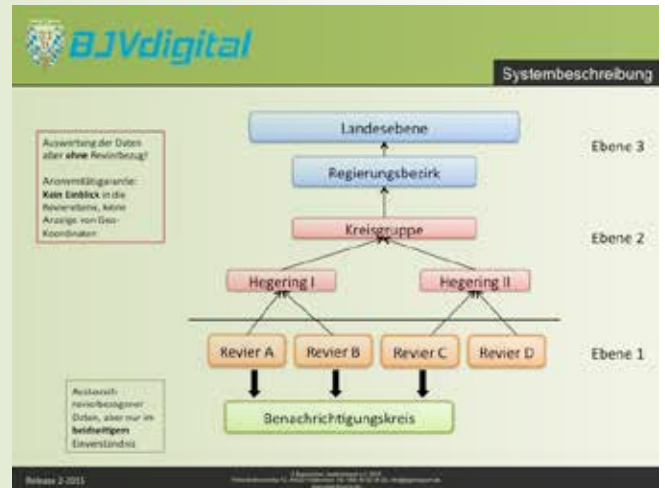 BJVdigital
Systembeschreibung
Auswertung der Daten
aber ohne Revierbezug!
Anonymitätsgarantie:
Kein Einblick in die
Revierebene, keine
Anzeige von Geo-
Koordinaten
Landesebene
Ebene 3
Regierungsbezirk
Kreisgruppe
Ebene 2
Hegering I
Hegering II
Revier A
Revier B
Revier C
Revier D
Ebene 1
Austausch
revierbezogener
Daten, aber nur im
beidseitigem
Einverständnis
Benachrichtigungskreis
Release 2-2015